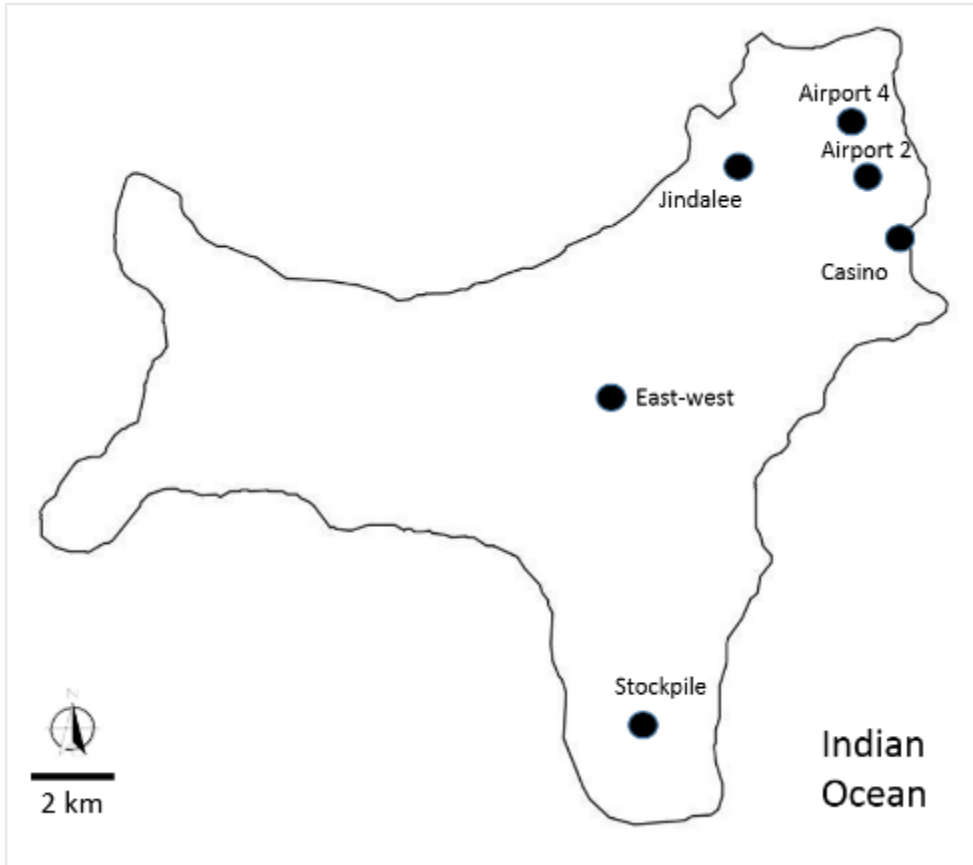 Airport 4
Airport 2
Jindalee
Casino
East-west
Stockpile
N
2 km
Indian
Ocean